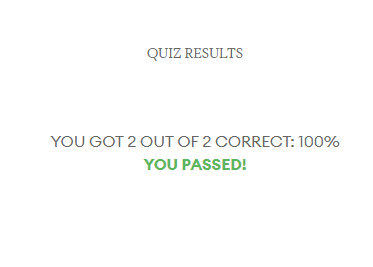 QUIZ RESULTS
YOU GOT 2 OUT OF 2 CORRECT: 100%
YOU PASSED!